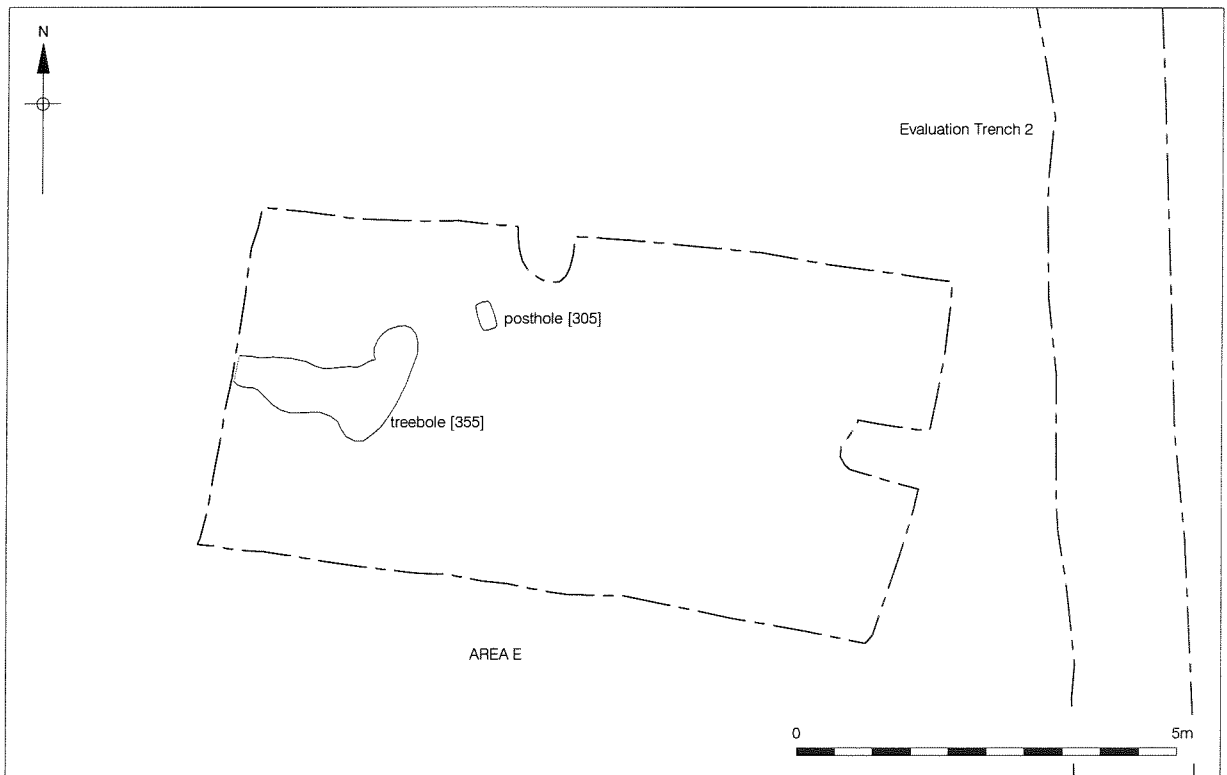 N
Evaluation Trench 2
posthole [305]
treebole [355]
AREA E
0 5m